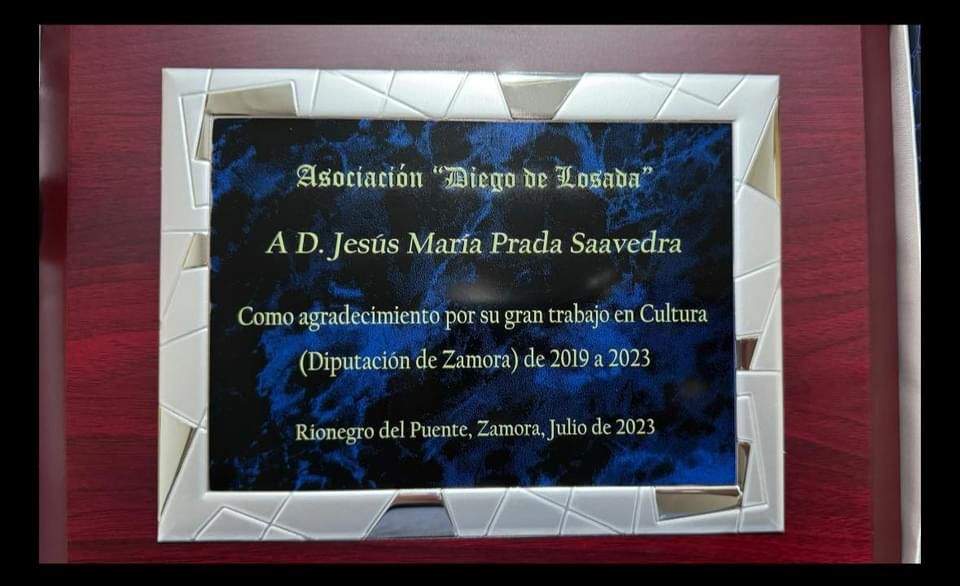 Asociación “Diego de Losada”
A D. Jesús María Prada Saavedra
Como agradecimiento por su gran trabajo en Cultura
(Diputación de Zamora) de 2019 a 2023
Rionegro del Puente, Zamora, Julio de 2023